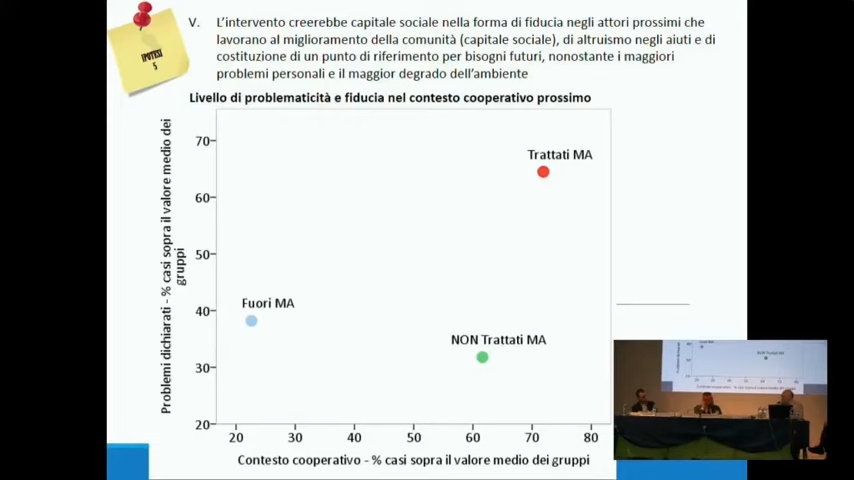 IPOTESI
5
V. L'intervento creerebbe capitale sociale nella forma di fiducia negli attori prossimi che
lavorano al miglioramento della comunità (capitale sociale), di altruismo negli aiuti e di
costituzione di un punto di riferimento per bisogni futuri, nonostante i maggiori
problemi personali e il maggior degrado dell'ambiente
Livello di problematicità e fiducia nel contesto cooperativo prossimo
Problemi dichiarati - % casi sopra il valore medio dei
gruppi
70
60
50
40
30
20
Trattati MA
Fuori MA
NON Trattati MA
20 30 40 50 60 70 80
Contesto cooperativo - % casi sopra il valore medio dei gruppi
NON Trattati MA